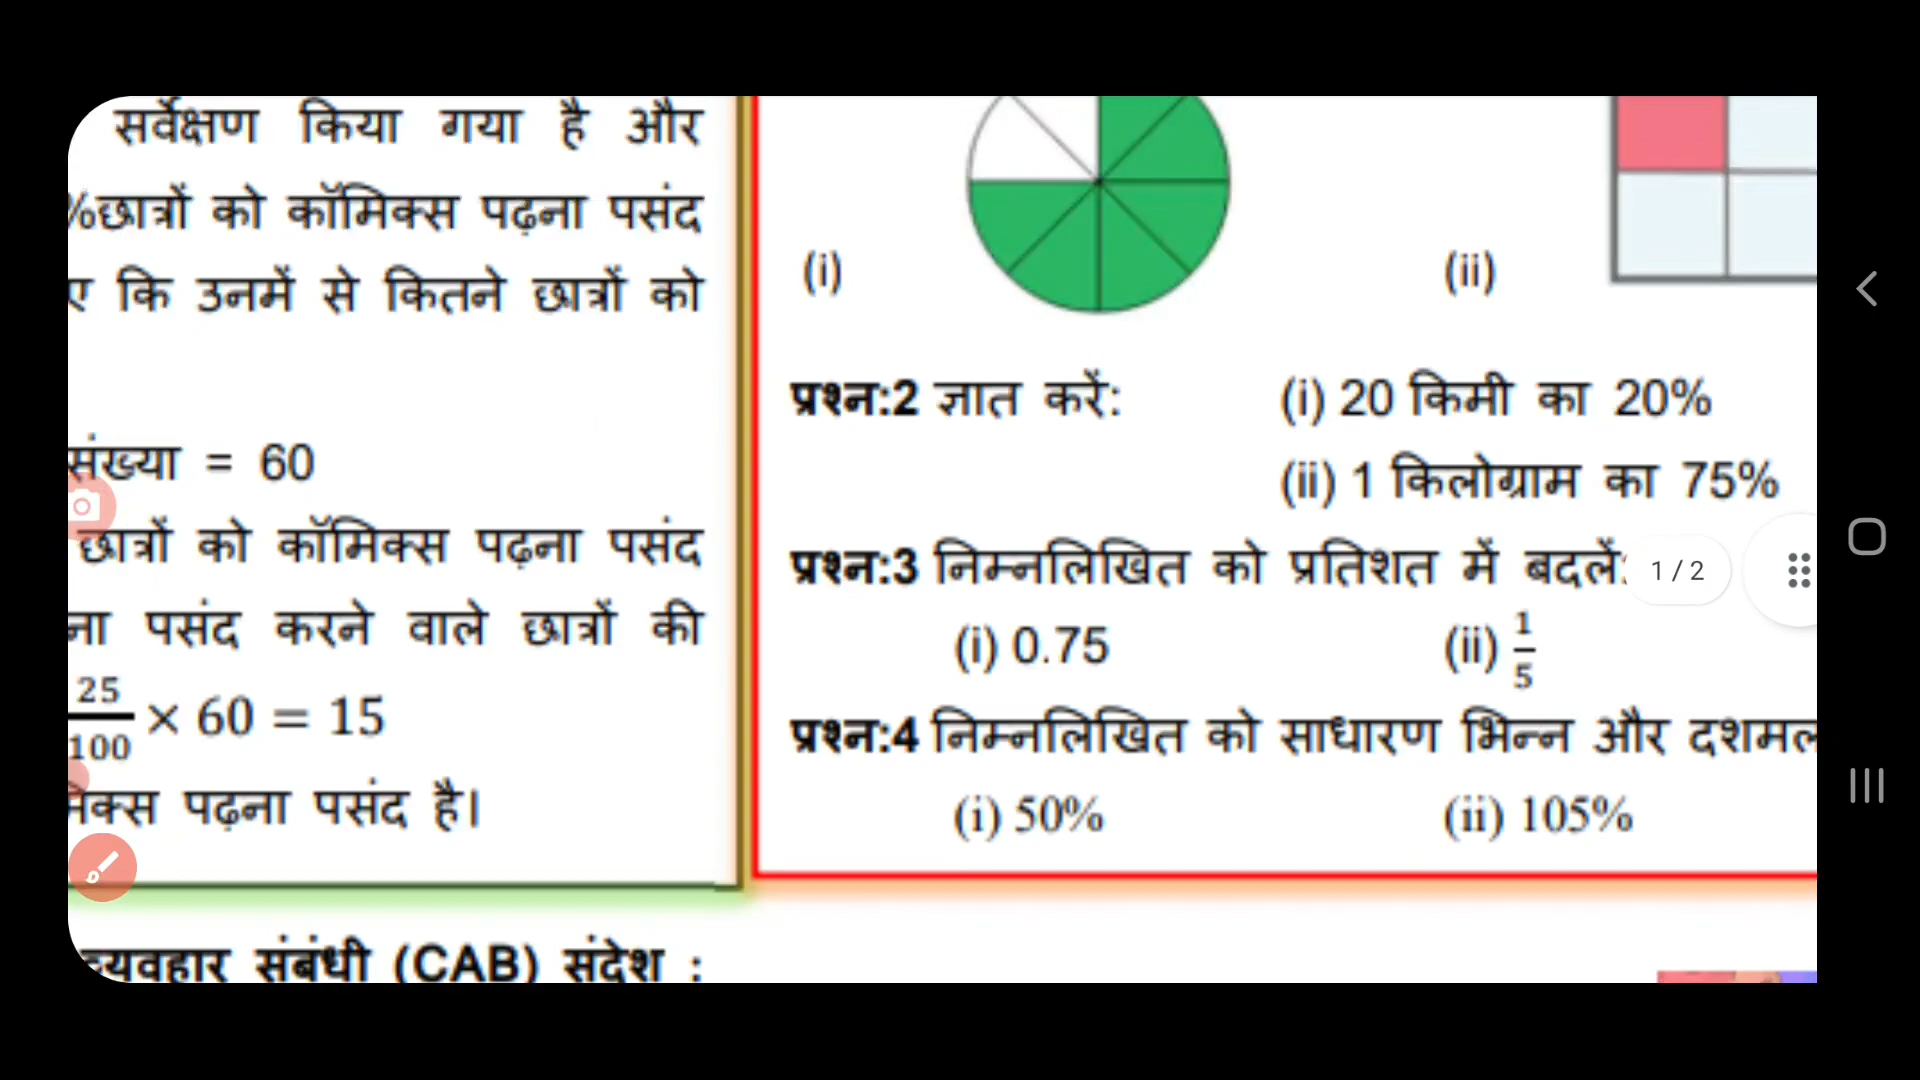 सर्वेक्षण किया गया है और
%छात्रों को कॉमिक्स पढ़ना पसंद
ए कि उनमें से कितने छात्रों को
संख्या = 60
छात्रों को कॉमिक्स पढ़ना पसंद
ना पसंद करने वाले छात्रों की
25/100 × 60 = 15
पढ़ना पसंद है।
व्यवहार संबंधी (CAB) संदेश :
(i) (ii)
प्रश्न:2 ज्ञात करें: (i) 20 किमी का 20%
(ii) 1 किलोग्राम का 75%
प्रश्न:3 निम्नलिखित को प्रतिशत में बदलें:
(i) 0.75 (ii) 1/5
प्रश्न:4 निम्नलिखित को साधारण भिन्न और
(i) 50% (ii) 105%
1 / 2